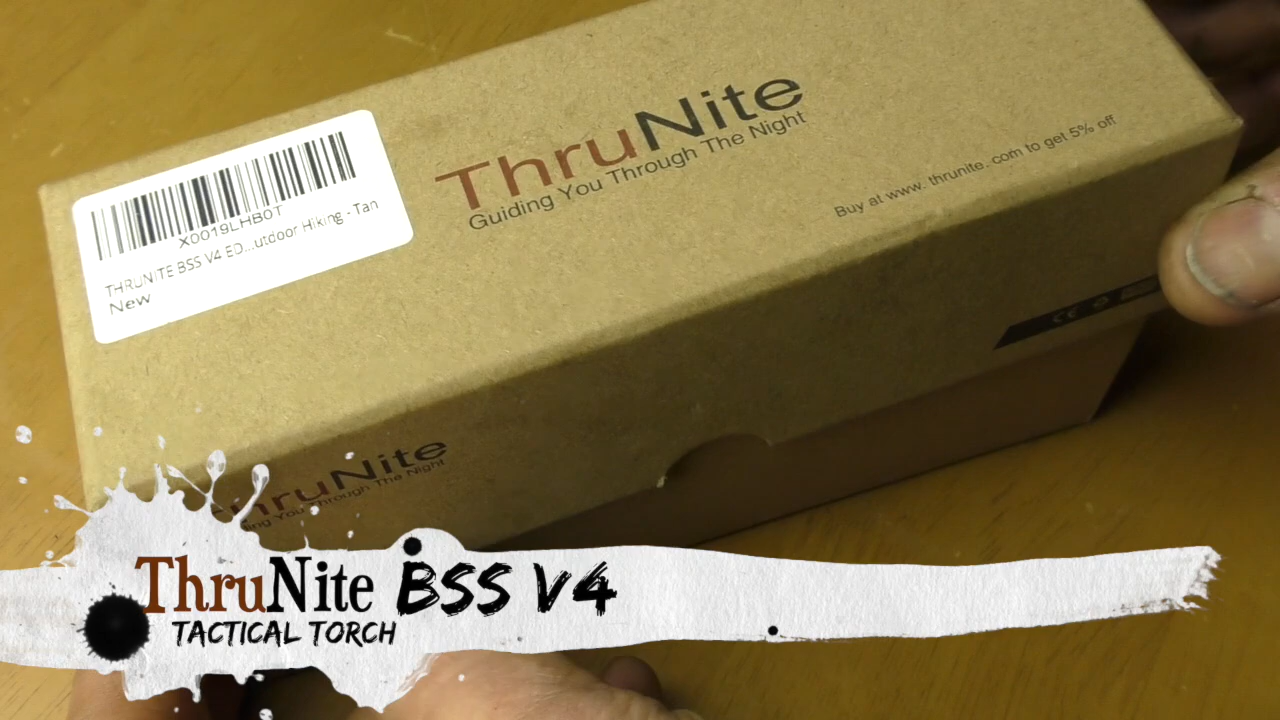 X0019LHB0T
THRUNITE BSS V4 ED...utdoor Hiking - Tan
New
ThruNite
Guiding You Through The Night
Buy at www. thrunite. com to get 5% off
CE
ThruNite
Guiding You Through The Night
ThruNite BSS V4
TACTICAL TORCH